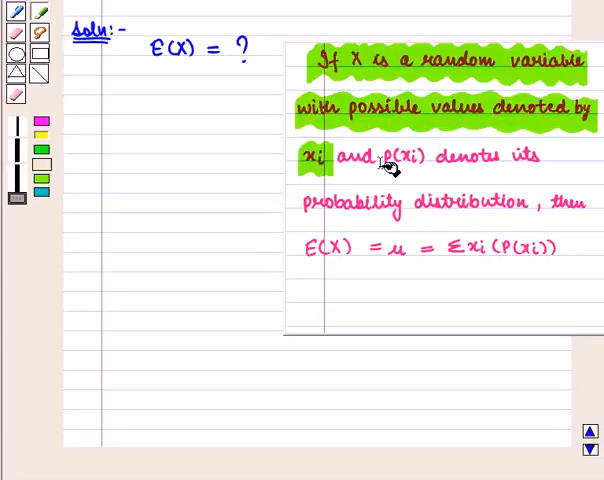 Soln:-
E(X) = ?
If X is a random variable
with possible values denoted by
xi and P(xi) denotes its
probability distribution, then
E(X) = μ = Σ xi (P(xi))